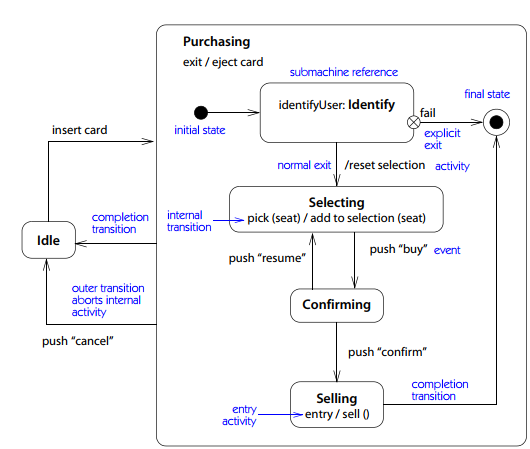 Purchasing
exit / eject card
submachine reference
final state
identifyUser: Identify
fail
insert card
initial state
explicit
exit
normal exit
/reset selection
activity
Selecting
pick (seat) / add to selection (seat)
completion
transition
internal
transition
Idle
push “resume”
push “buy”
event
outer transition
aborts internal
activity
Confirming
push “cancel”
push “confirm”
Selling
entry / sell ()
completion
transition
entry
activity